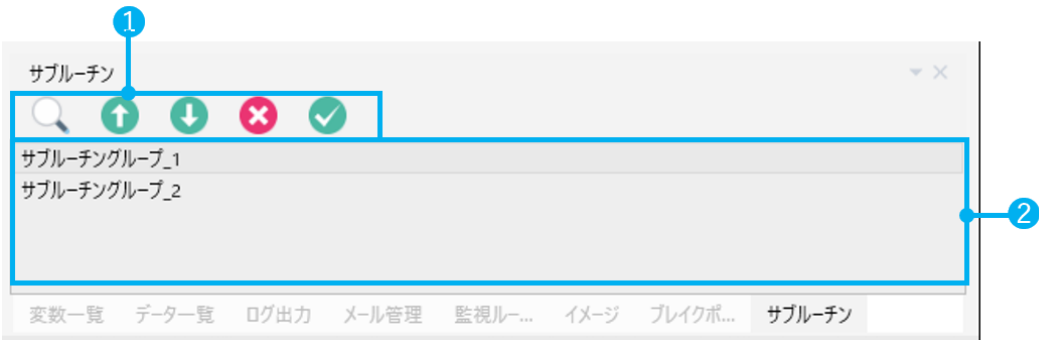 1
サブルーチン
サブルーチングループ_1
サブルーチングループ_2
2
変数一覧 データ一覧 ログ出力 メール管理 監視ルー... イメージ ブレイクポ... サブルーチン